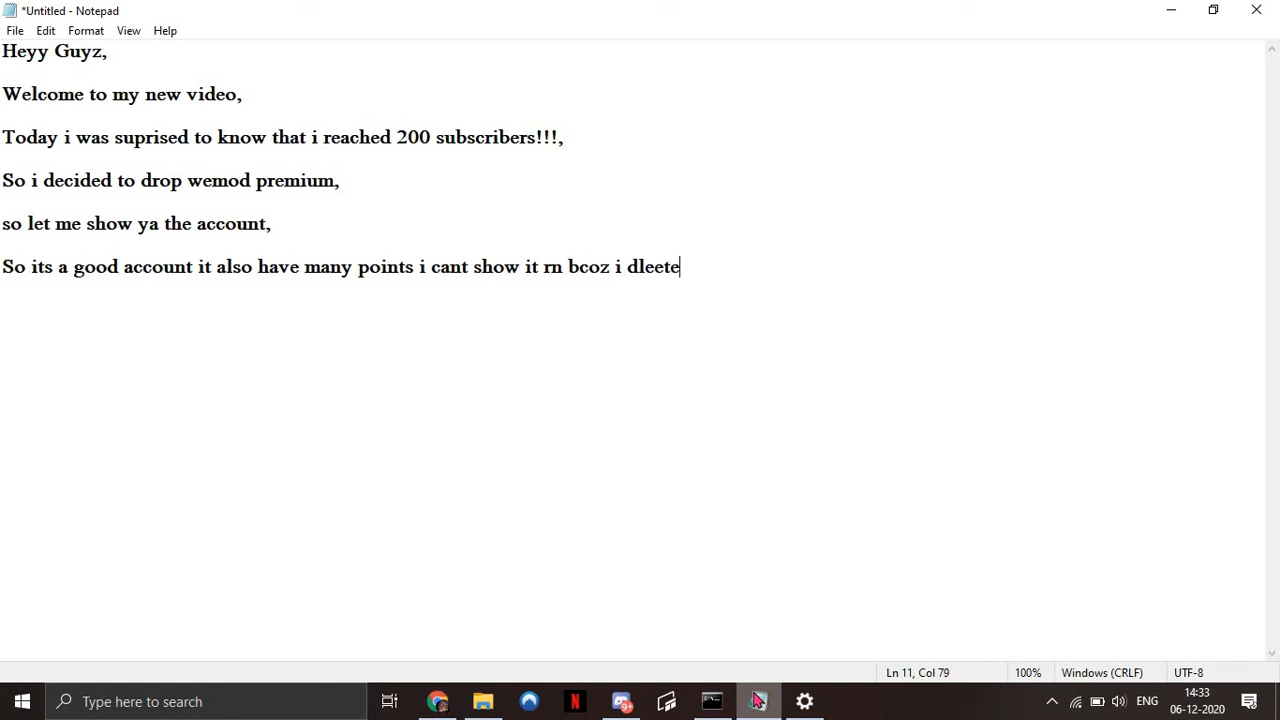 *Untitled - Notepad
File Edit Format View Help
Heyy Guyz,
Welcome to my new video,
Today i was suprised to know that i reached 200 subscribers!!!,
So i decided to drop wemod premium,
so let me show ya the account,
So its a good account it also have many points i cant show it rn bcoz i dleete
Ln 11, Col 79 100% Windows (CRLF) UTF-8
Type here to search 9+ ENG 14:33
06-12-2020